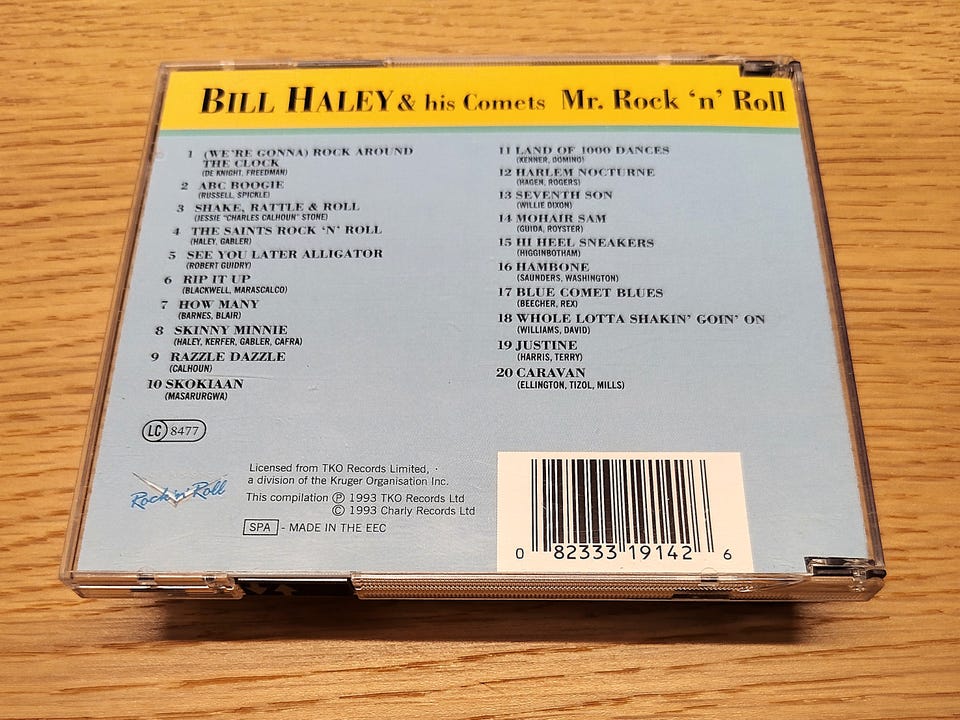 BILL HALEY & his Comets Mr. Rock 'n' Roll
1 (WE'RE GONNA) ROCK AROUND
THE CLOCK
(DE KNIGHT, FREEDMAN)
2 ABC BOOGIE
(RUSSELL, SPICKLE)
3 SHAKE, RATTLE & ROLL
(JESSIE "CHARLES CALHOUN" STONE)
4 THE SAINTS ROCK 'N' ROLL
(HALEY, GABLER)
5 SEE YOU LATER ALLIGATOR
(ROBERT GUIDRY)
6 RIP IT UP
(BLACKWELL, MARASCALCO)
7 HOW MANY
(BARNES, BLAIR)
8 SKINNY MINNIE
(HALEY, KERFER, GABLER, CAFRA)
9 RAZZLE DAZZLE
(CALHOUN)
10 SKOKIAAN
(MASARURGWA)
11 LAND OF 1000 DANCES
(KENNER, DOMINO)
12 HARLEM NOCTURNE
(HAGEN, ROGERS)
13 SEVENTH SON
(WILLIE DIXON)
14 MOHAIR SAM
(GUIDA, ROYSTER)
15 HI HEEL SNEAKERS
(HIGGINBOTHAM)
16 HAMBONE
(SAUNDERS, WASHINGTON)
17 BLUE COMET BLUES
(BEECHER, REX)
18 WHOLE LOTTA SHAKIN' GOIN' ON
(WILLIAMS, DAVID)
19 JUSTINE
(HARRIS, TERRY)
20 CARAVAN
(ELLINGTON, TIZOL, MILLS)
LC 8477
Rock 'n' Roll
Licensed from TKO Records Limited,
a division of the Kruger Organisation Inc.
This compilation ℗ 1993 TKO Records Ltd
© 1993 Charly Records Ltd
SPA - MADE IN THE EEC
0 82333 19142 6